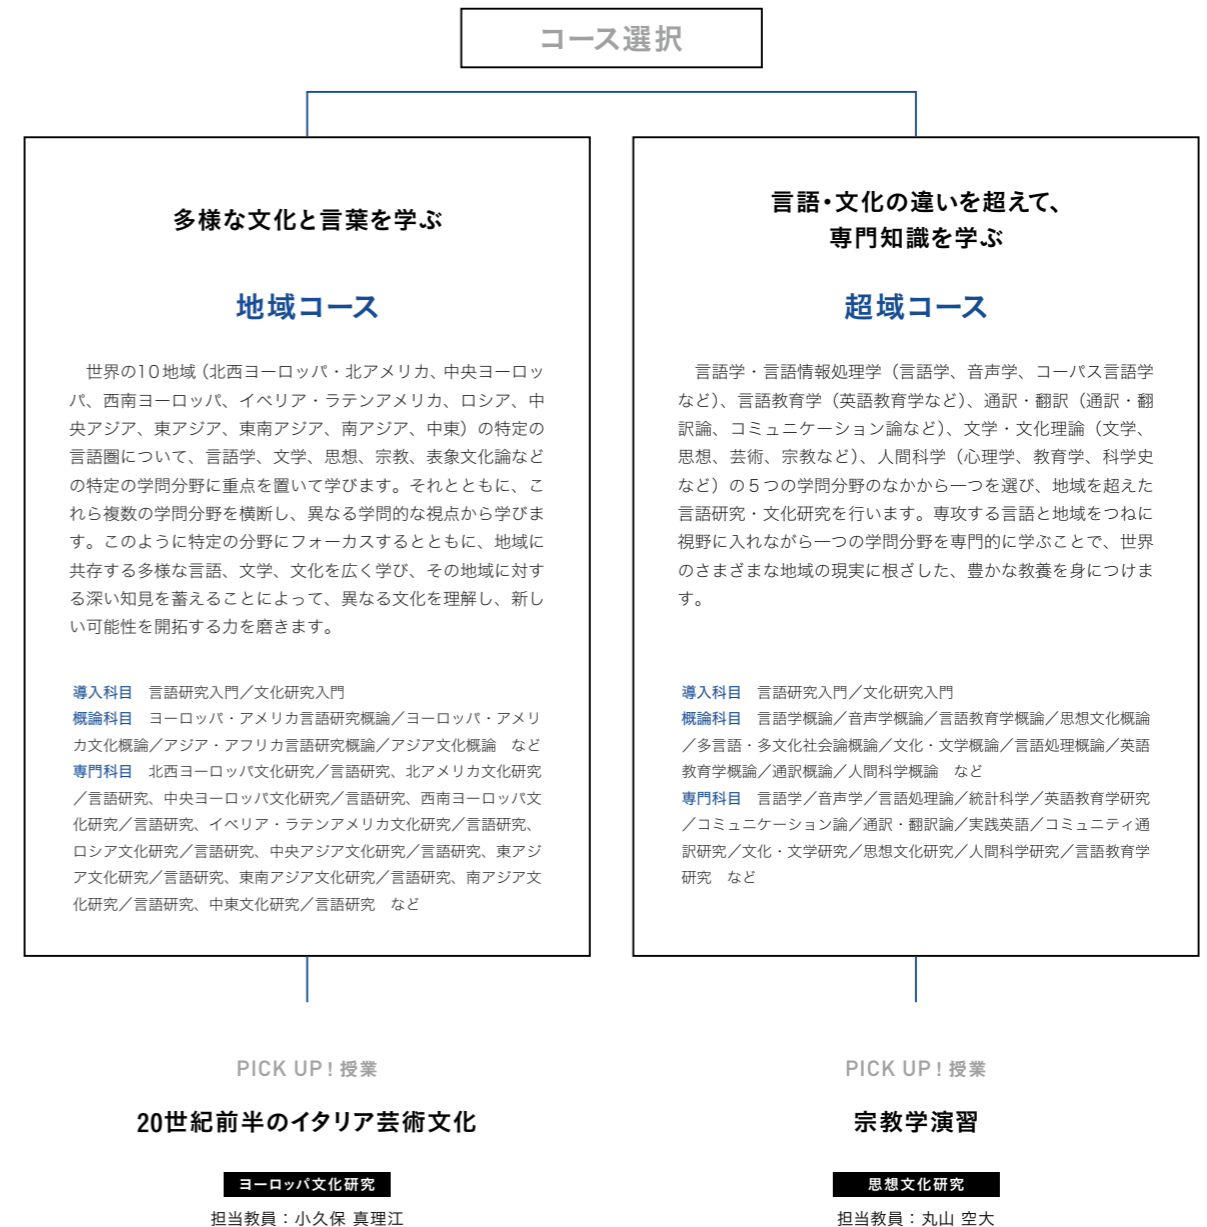 コース選択
多様な文化と言葉を学ぶ
地域コース
世界の10地域（北西ヨーロッパ・北アメリカ、中央ヨーロッ
パ、西南ヨーロッパ、イベリア・ラテンアメリカ、ロシア、中
央アジア、東アジア、東南アジア、南アジア、中東）の特定の
言語圏について、言語学、文学、思想、宗教、表象文化論など
の特定の学問分野に重点を置いて学びます。それとともに、こ
れら複数の学問分野を横断し、異なる学問的な視点から学びま
す。このように特定の分野にフォーカスするとともに、地域に
共存する多様な言語、文学、文化を広く学び、その地域に対す
る深い知見を蓄えることによって、異なる文化を理解し、新し
い可能性を開拓する力を磨きます。
導入科目　言語研究入門／文化研究入門
概論科目　ヨーロッパ・アメリカ言語研究概論／ヨーロッパ・アメリ
カ文化概論／アジア・アフリカ言語研究概論／アジア文化概論　など
専門科目　北西ヨーロッパ文化研究／言語研究、北アメリカ文化研究
／言語研究、中央ヨーロッパ文化研究／言語研究、西南ヨーロッパ文
化研究／言語研究、イベリア・ラテンアメリカ文化研究／言語研究、
ロシア文化研究／言語研究、中央アジア文化研究／言語研究、東アジ
ア文化研究／言語研究、東南アジア文化研究／言語研究、南アジア文
化研究／言語研究、中東文化研究／言語研究　など
PICK UP！授業
20世紀前半のイタリア芸術文化
ヨーロッパ文化研究
担当教員：小久保 真理江
言語・文化の違いを超えて、
専門知識を学ぶ
超域コース
言語学・言語情報処理学（言語学、音声学、コーパス言語学
など）、言語教育学（英語教育学など）、通訳・翻訳（通訳・翻
訳論、コミュニケーション論など）、文学・文化理論（文学、
思想、芸術、宗教など）、人間科学（心理学、教育学、科学史
など）の５つの学問分野のなかから一つを選び、地域を超えた
言語研究・文化研究を行います。専攻する言語と地域をつねに
視野に入れながら一つの学問分野を専門的に学ぶことで、世界
のさまざまな地域の現実に根ざした、豊かな教養を身につけま
す。
導入科目　言語研究入門／文化研究入門
概論科目　言語学概論／音声学概論／言語教育学概論／思想文化概論
／多言語・多文化社会論概論／文化・文学概論／言語処理概論／英語
教育学概論／通訳概論／人間科学概論　など
専門科目　言語学／音声学／言語処理論／統計科学／英語教育学研究
／コミュニケーション論／通訳・翻訳論／実践英語／コミュニティ通
訳研究／文化・文学研究／思想文化研究／人間科学研究／言語教育学
研究　など
PICK UP！授業
宗教学演習
思想文化研究
担当教員：丸山 空大